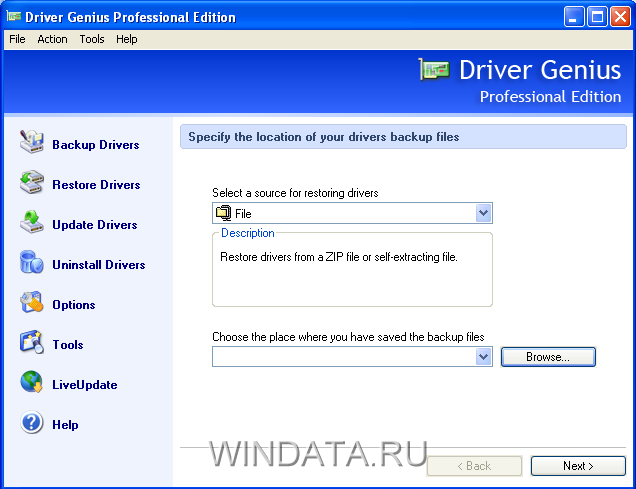 Driver Genius Professional Edition
File Action Tools Help
Driver Genius
Professional Edition
Backup Drivers
Restore Drivers
Update Drivers
Uninstall Drivers
Options
Tools
LiveUpdate
Help
Specify the location of your drivers backup files
Select a source for restoring drivers
File
Description
Restore drivers from a ZIP file or self-extracting file.
Choose the place where you have saved the backup files
Browse...
WINDATA.RU
< Back
Next >